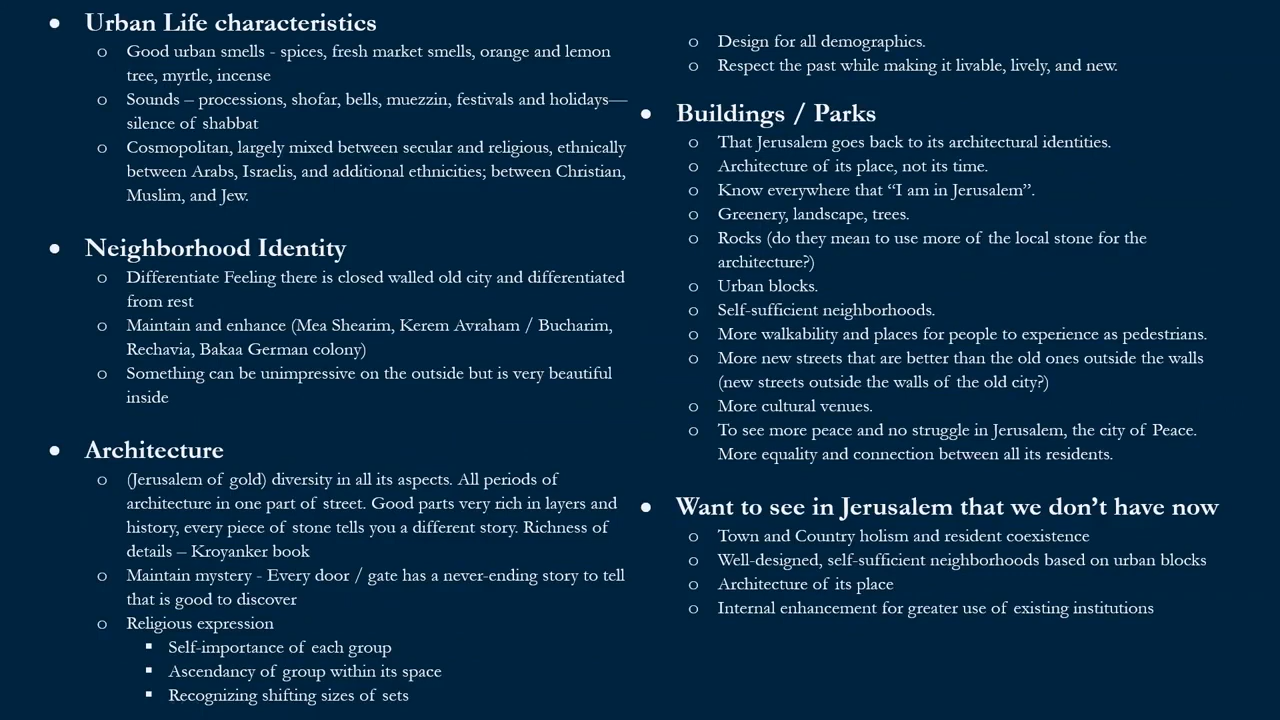 • Urban Life characteristics
o Good urban smells - spices, fresh market smells, orange and lemon
tree, myrtle, incense
o Sounds – processions, shofar, bells, muezzin, festivals and holidays—
silence of shabbat
o Cosmopolitan, largely mixed between secular and religious, ethnically
between Arabs, Israelis, and additional ethnicities; between Christian,
Muslim, and Jew.
• Neighborhood Identity
o Differentiate Feeling there is closed walled old city and differentiated
from rest
o Maintain and enhance (Mea Shearim, Kerem Avraham / Bucharim,
Rechavia, Bakaa German colony)
o Something can be unimpressive on the outside but is very beautiful
inside
• Architecture
o (Jerusalem of gold) diversity in all its aspects. All periods of
architecture in one part of street. Good parts very rich in layers and
history, every piece of stone tells you a different story. Richness of
details – Kroyanker book
o Maintain mystery - Every door / gate has a never-ending story to tell
that is good to discover
o Religious expression
▪ Self-importance of each group
▪ Ascendancy of group within its space
▪ Recognizing shifting sizes of sets
o Design for all demographics.
o Respect the past while making it livable, lively, and new.
• Buildings / Parks
o That Jerusalem goes back to its architectural identities.
o Architecture of its place, not its time.
o Know everywhere that “I am in Jerusalem”.
o Greenery, landscape, trees.
o Rocks (do they mean to use more of the local stone for the
architecture?)
o Urban blocks.
o Self-sufficient neighborhoods.
o More walkability and places for people to experience as pedestrians.
o More new streets that are better than the old ones outside the walls
(new streets outside the walls of the old city?)
o More cultural venues.
o To see more peace and no struggle in Jerusalem, the city of Peace.
More equality and connection between all its residents.
• Want to see in Jerusalem that we don’t have now
o Town and Country holism and resident coexistence
o Well-designed, self-sufficient neighborhoods based on urban blocks
o Architecture of its place
o Internal enhancement for greater use of existing institutions